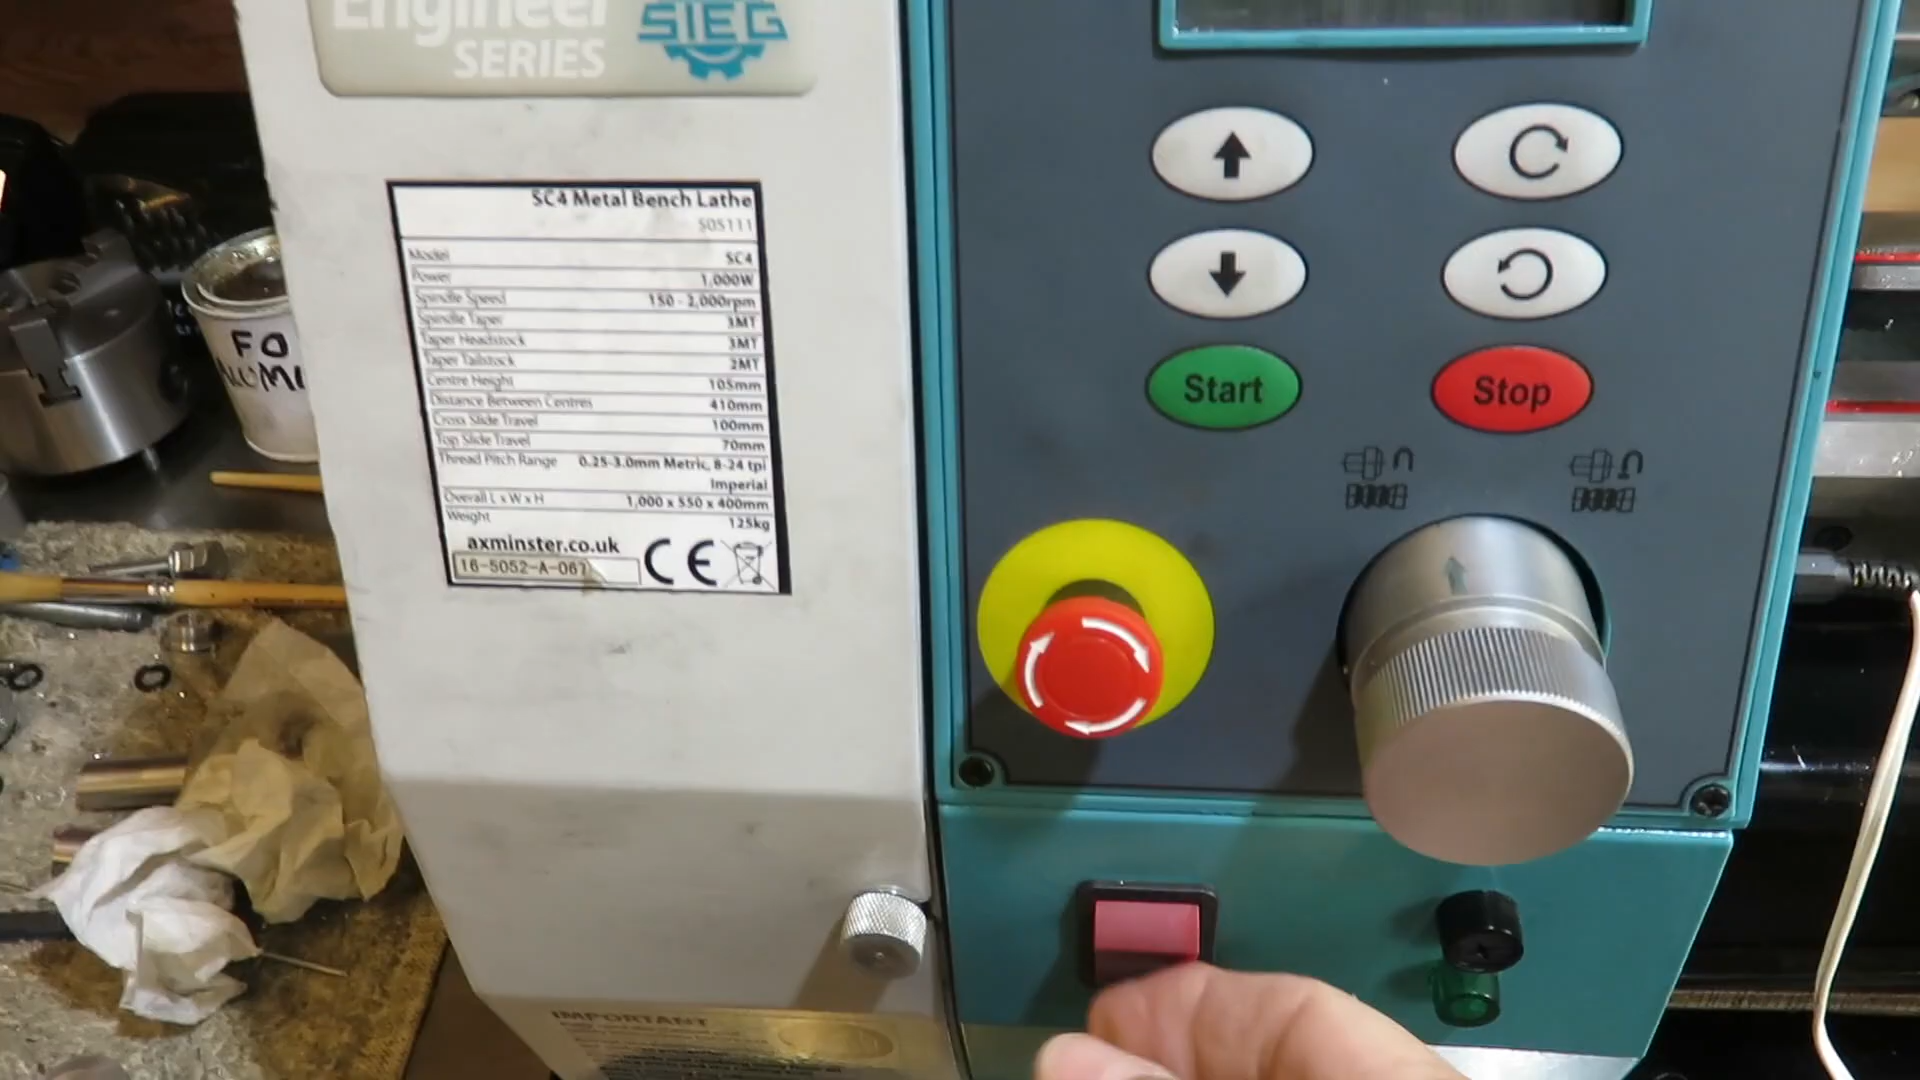 Engineer
SERIES
SIEG
SC4 Metal Bench Lathe
505111
Model SC4
Power 1,000W
Spindle Speed 150 - 2,000rpm
Spindle Taper 3MT
Taper Headstock 3MT
Taper Tailstock 2MT
Centre Height 105mm
Distance Between Centres 410mm
Cross Slide Travel 100mm
Top Slide Travel 70mm
Thread Pitch Range 0.25-3.0mm Metric, 8-24 tpi
Imperial
Overall L x W x H 1,000 x 550 x 400mm
Weight 125kg
axminster.co.uk
16-5052-A-067
CE
Start
Stop
FO
IMPORTANT